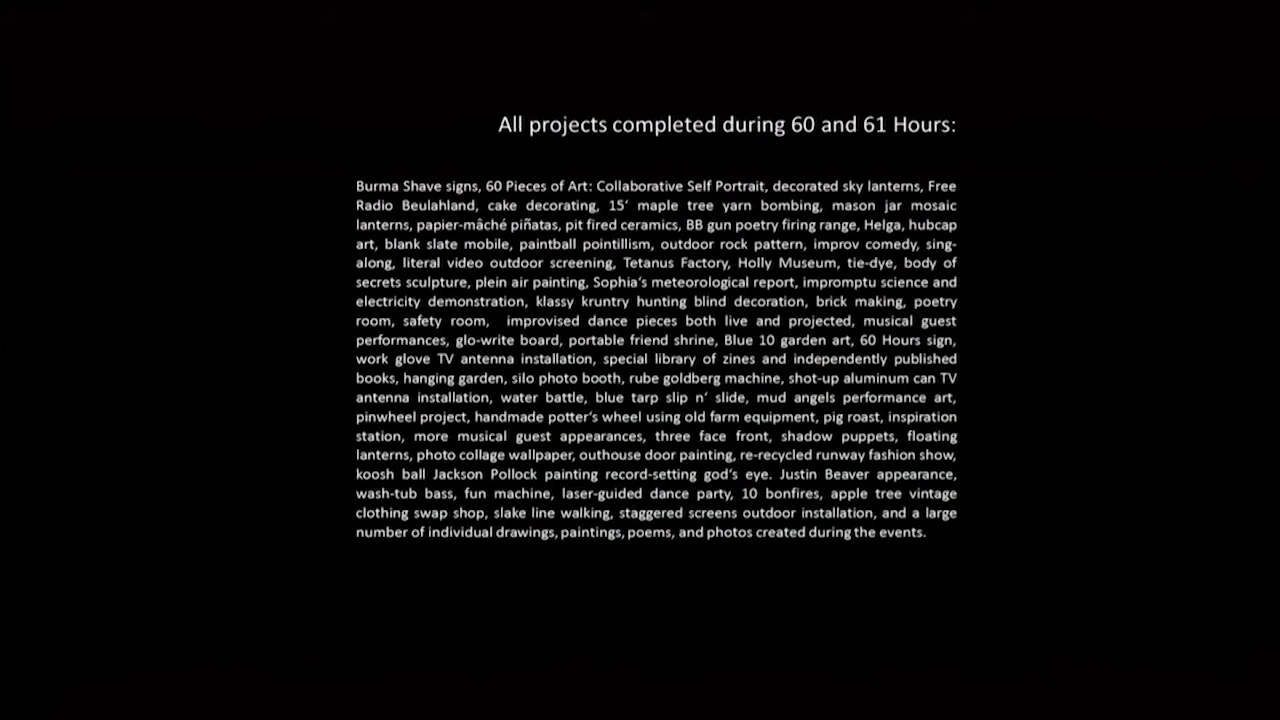 All projects completed during 60 and 61 Hours:
Burma Shave signs, 60 Pieces of Art: Collaborative Self Portrait, decorated sky lanterns, Free
Radio Beulahland, cake decorating, 15‘ maple tree yarn bombing, mason jar mosaic
lanterns, papier-mâché piñatas, pit fired ceramics, BB gun poetry firing range, Helga, hubcap
art, blank slate mobile, paintball pointillism, outdoor rock pattern, improv comedy, sing-
along, literal video outdoor screening, Tetanus Factory, Holly Museum, tie-dye, body of
secrets sculpture, plein air painting, Sophia‘s meteorological report, impromptu science and
electricity demonstration, klassy kruntry hunting blind decoration, brick making, poetry
room, safety room, improvised dance pieces both live and projected, musical guest
performances, glo-write board, portable friend shrine, Blue 10 garden art, 60 Hours sign,
work glove TV antenna installation, special library of zines and independently published
books, hanging garden, silo photo booth, rube goldberg machine, shot-up aluminum can TV
antenna installation, water battle, blue tarp slip n‘ slide, mud angels performance art,
pinwheel project, handmade potter‘s wheel using old farm equipment, pig roast, inspiration
station, more musical guest appearances, three face front, shadow puppets, floating
lanterns, photo collage wallpaper, outhouse door painting, re-recycled runway fashion show,
koosh ball Jackson Pollock painting record-setting god‘s eye. Justin Beaver appearance,
wash-tub bass, fun machine, laser-guided dance party, 10 bonfires, apple tree vintage
clothing swap shop, slake line walking, staggered screens outdoor installation, and a large
number of individual drawings, paintings, poems, and photos created during the events.